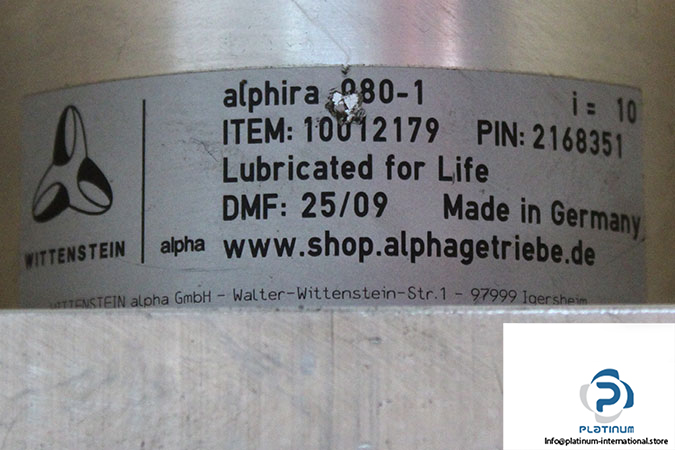 alphira 080-1 i = 10
ITEM: 10012179 PIN: 2168351
Lubricated for Life
DMF: 25/09 Made in Germany
WITTENSTEIN alpha www.shop.alphagetriebe.de
WITTENSTEIN alpha GmbH - Walter-Wittenstein-Str.1 - 97999 Igersheim
PLATINUM
Info@platinum-international.store